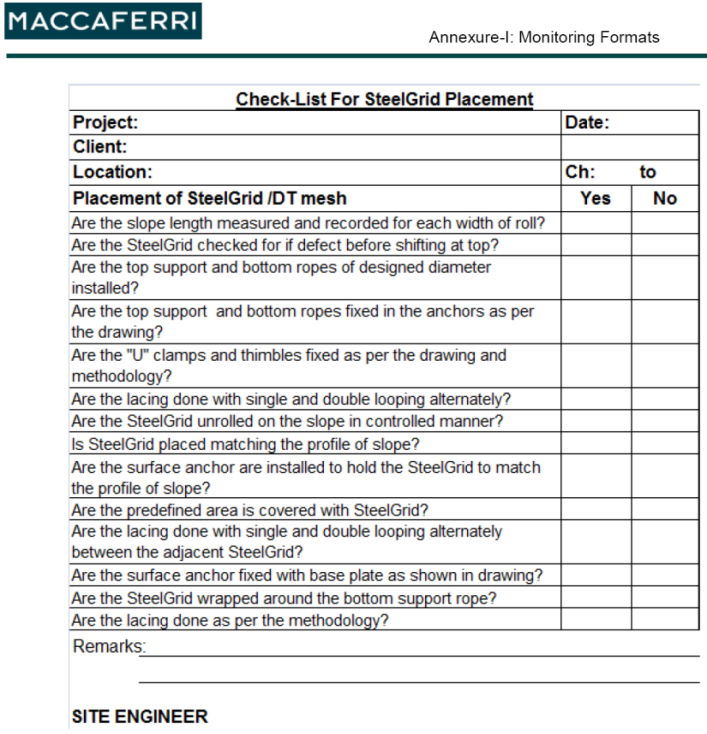 MACCAFERRI
Annexure-I: Monitoring Formats
Check-List For SteelGrid Placement
Project: Date:
Client:
Location: Ch: to
Placement of SteelGrid /DT mesh Yes No
Are the slope length measured and recorded for each width of roll?
Are the SteelGrid checked for if defect before shifting at top?
Are the top support and bottom ropes of designed diameter
installed?
Are the top support and bottom ropes fixed in the anchors as per
the drawing?
Are the "U" clamps and thimbles fixed as per the drawing and
methodology?
Are the lacing done with single and double looping alternately?
Are the SteelGrid unrolled on the slope in controlled manner?
Is SteelGrid placed matching the profile of slope?
Are the surface anchor are installed to hold the SteelGrid to match
the profile of slope?
Are the predefined area is covered with SteelGrid?
Are the lacing done with single and double looping alternately
between the adjacent SteelGrid?
Are the surface anchor fixed with base plate as shown in drawing?
Are the SteelGrid wrapped around the bottom support rope?
Are the lacing done as per the methodology?
Remarks:
SITE ENGINEER